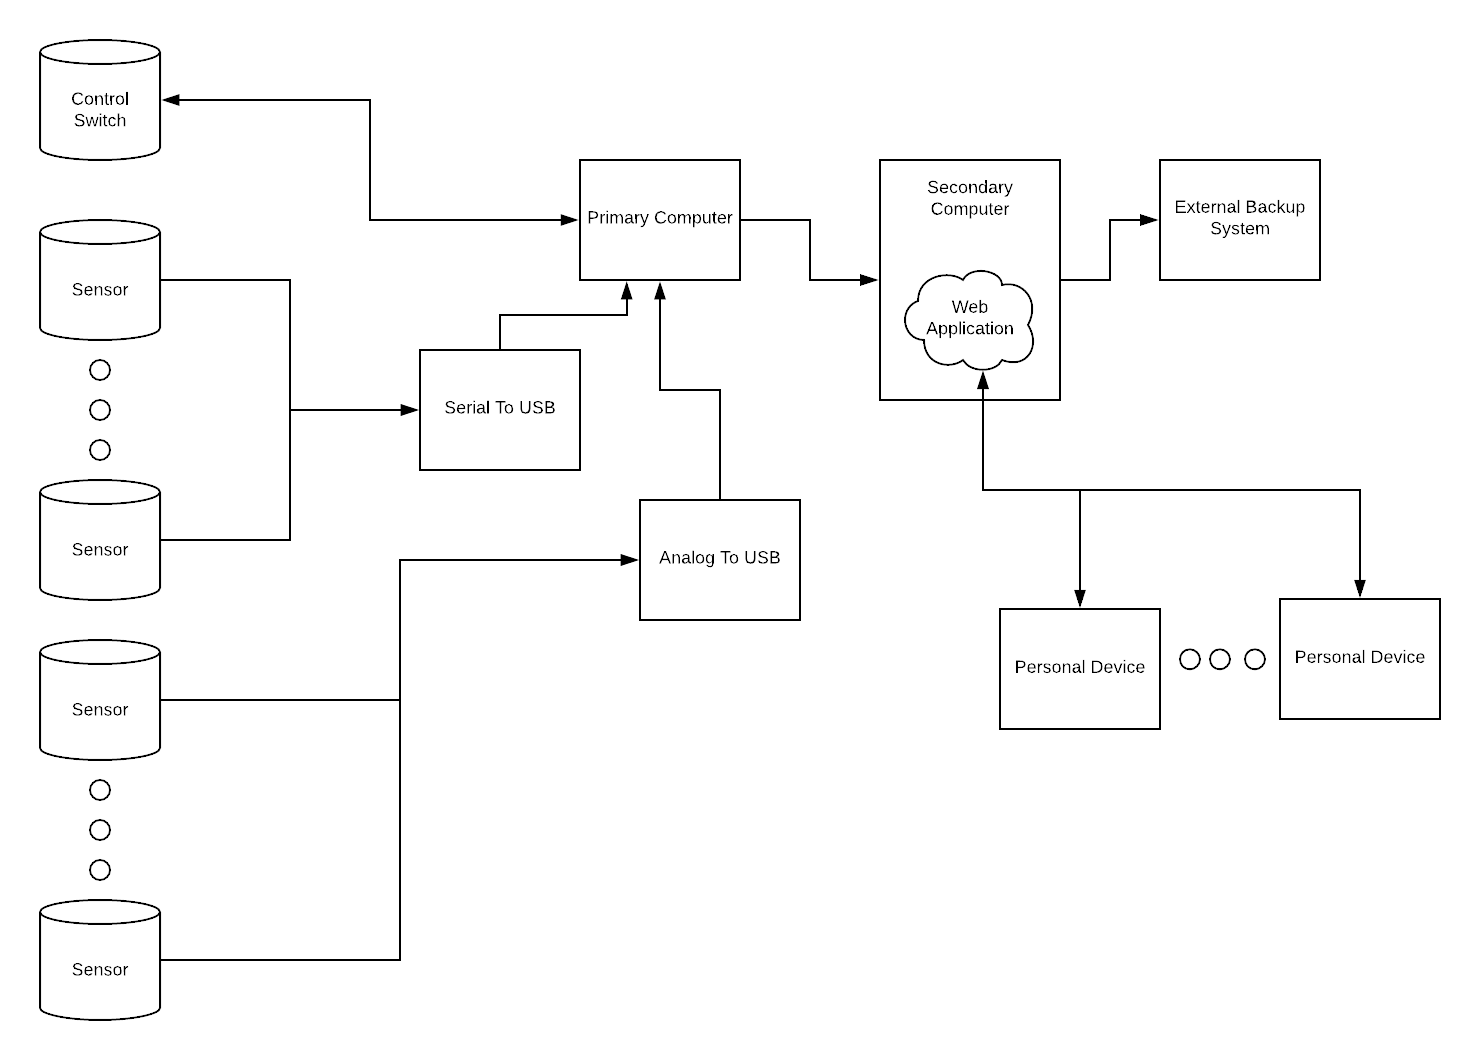 Control
Switch
Primary Computer
Secondary
Computer
External Backup
System
Sensor
Web
Application
Serial To USB
Sensor
Analog To USB
Personal Device
Personal Device
Sensor
Sensor